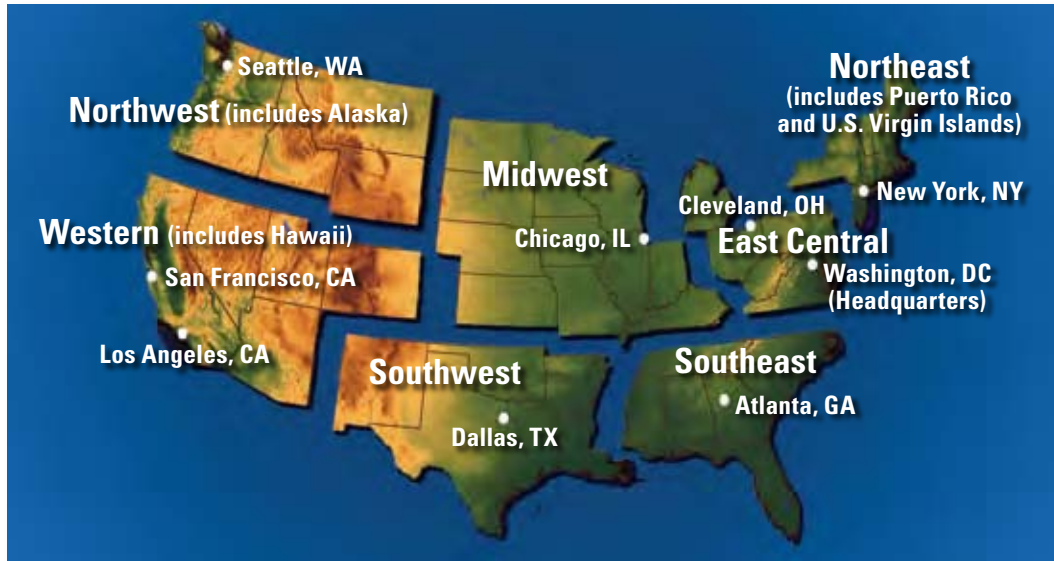 Seattle, WA
Northwest (includes Alaska)
Northeast
(includes Puerto Rico
and U.S. Virgin Islands)
Midwest
New York, NY
Cleveland, OH
Western (includes Hawaii)
Chicago, IL
East Central
San Francisco, CA
Washington, DC
(Headquarters)
Los Angeles, CA
Southwest
Southeast
Atlanta, GA
Dallas, TX